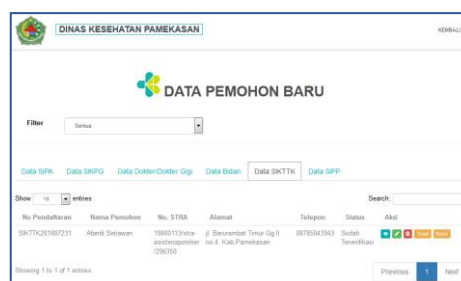 DINAS KESEHATAN PAMEKASAN
KEMBALI
DATA PEMOHON BARU
Filter
Semua
Data SIPA Data SIKPG Data Dokter/Dokter Gigi Data Bidan Data SIKTTK Data SIPP
Show 10 entries
Search:
No Pendaftaran Nama Pemohon No. STRA Alamat Telepon Status Aksi
SIKTTK201807231 Afandi Setiawan 19800113/stra- jl. Barurambat Timur Gg.II 08785043943 Sudah
asistenapoteker no.4. Kab.Pamekasan Terverifikasi
/296350
Showing 1 to 1 of 1 entries
Previous 1 Next